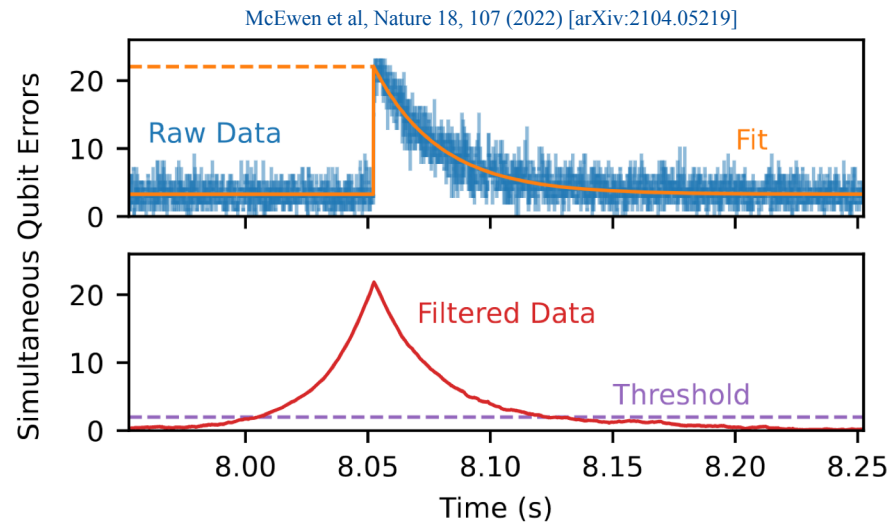 McEwen et al, Nature 18, 107 (2022) [arXiv:2104.05219]
Simultaneous Qubit Errors
20
10
0
Raw Data
Fit
20
10
0
Filtered Data
Threshold
8.00 8.05 8.10 8.15 8.20 8.25
Time (s)